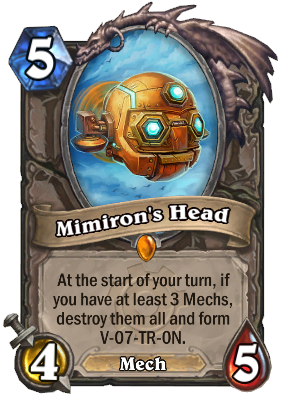 5
Mimiron's Head
At the start of your turn, if
you have at least 3 Mechs,
destroy them all and form
V-07-TR-0N.
Mech
4
5